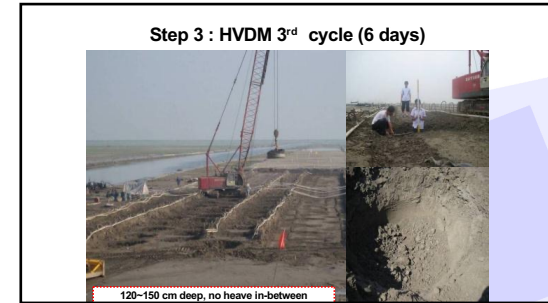 Step 3 : HVDM 3rd cycle (6 days)
120~150 cm deep, no heave in-between